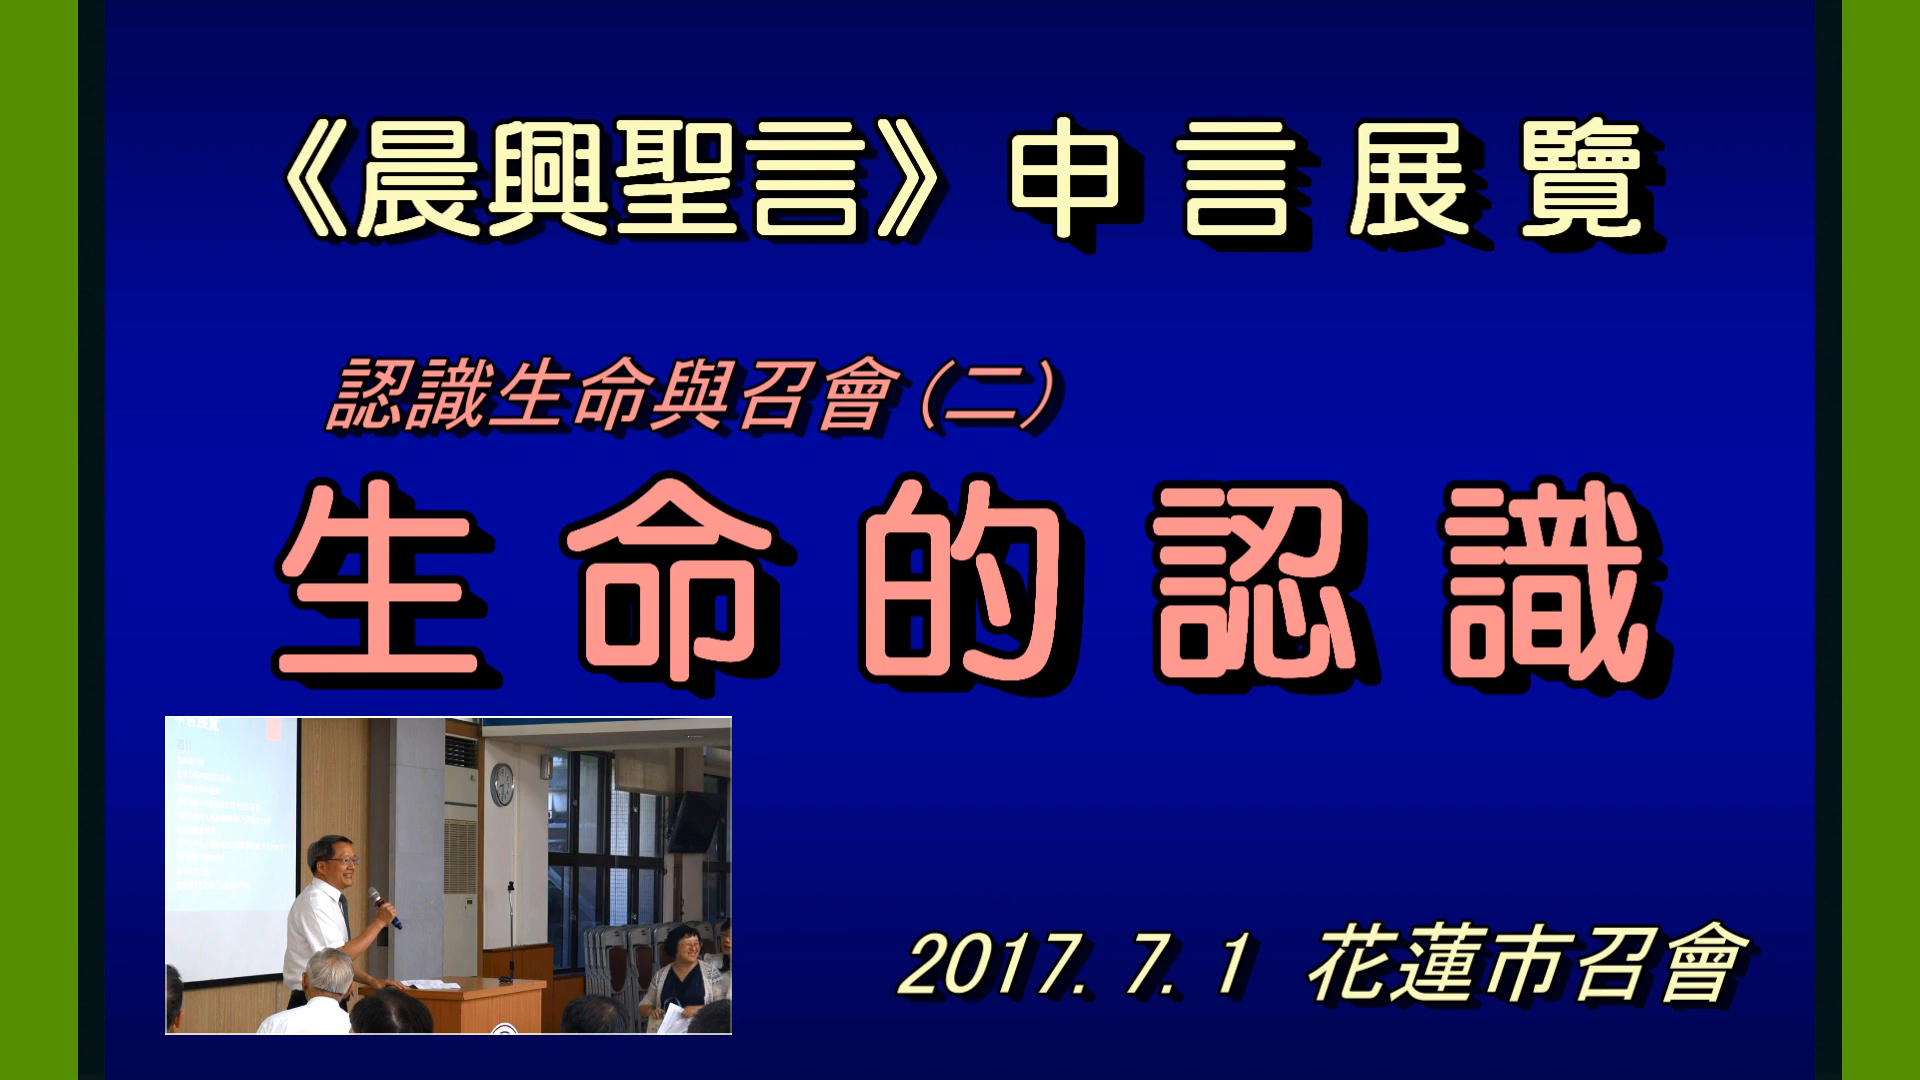 《晨興聖言》申言展覽
認識生命與召會(二)
生命的認識
2017.7.1 花蓮市召會